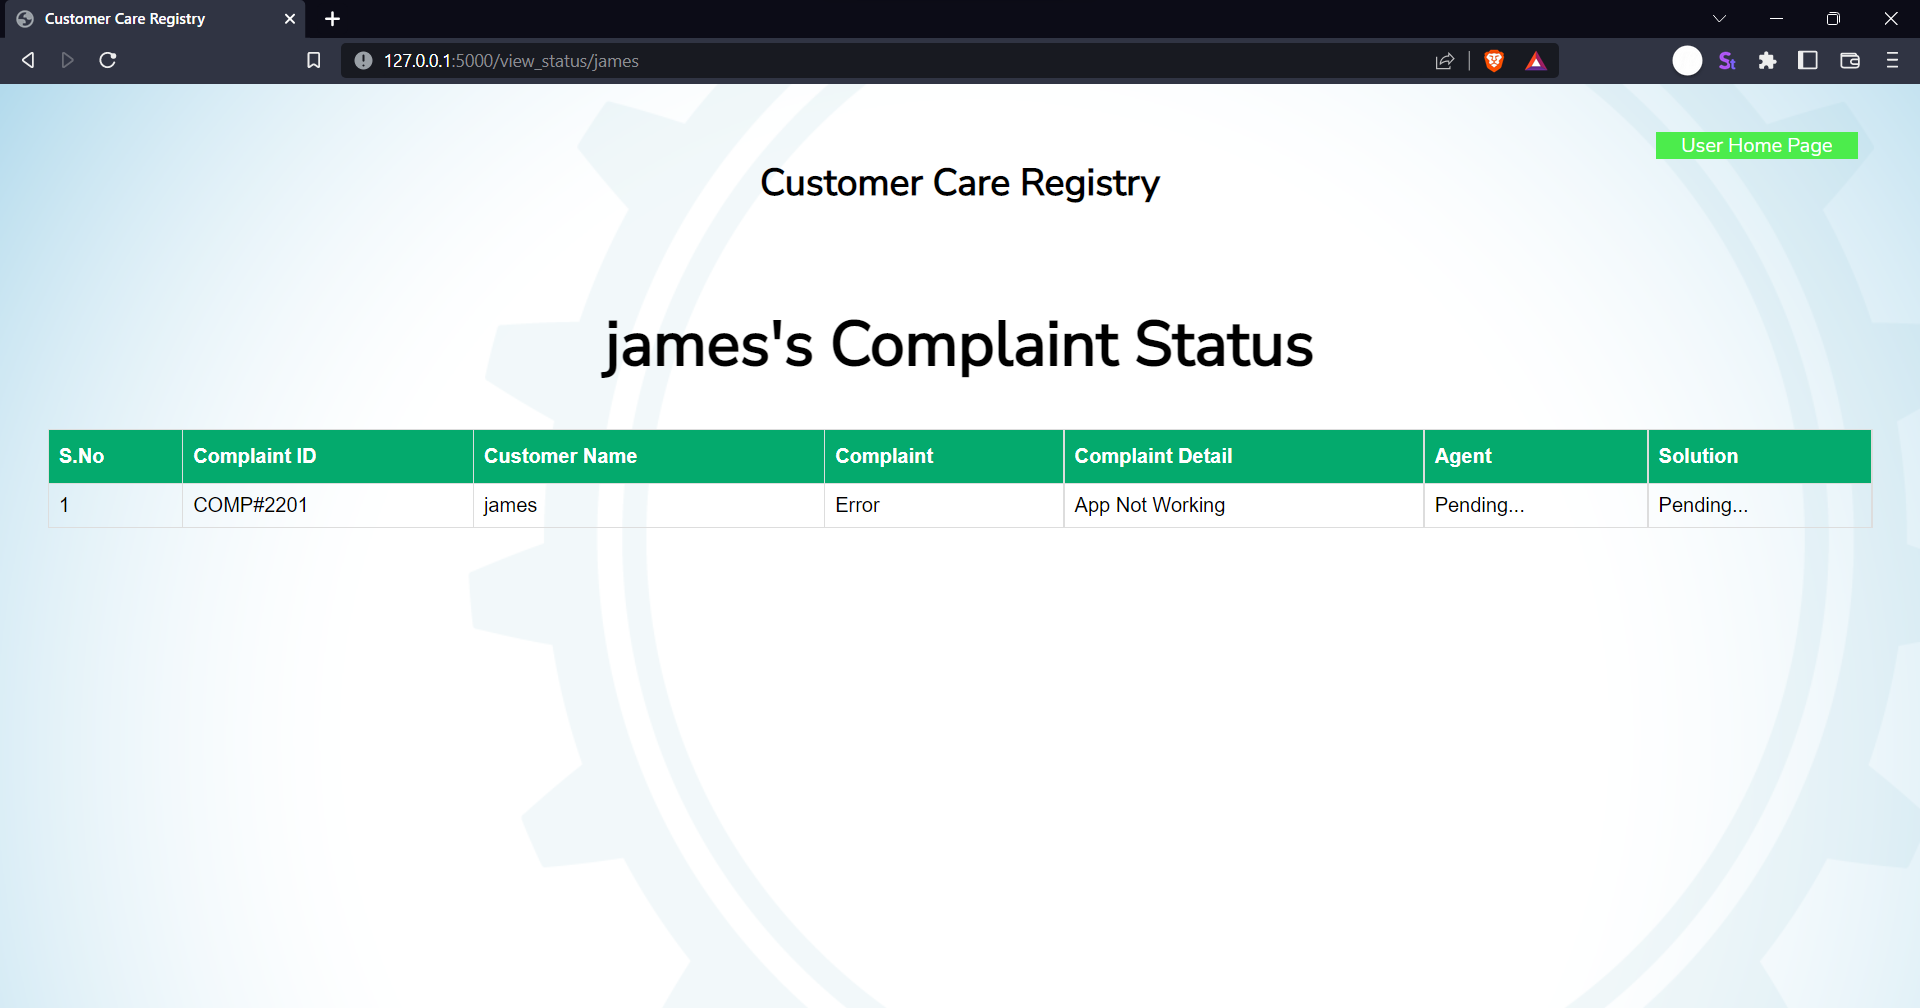 Customer Care Registry
127.0.0.1:5000/view_status/james
St
User Home Page
Customer Care Registry
james's Complaint Status
S.No Complaint ID Customer Name Complaint Complaint Detail Agent Solution
1 COMP#2201 james Error App Not Working Pending... Pending...